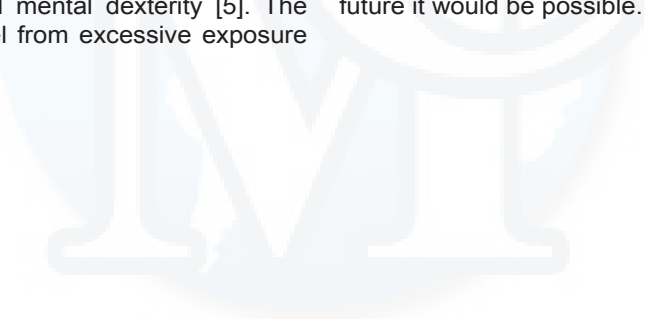 mental dexterity [5]. The
from excessive exposure
future it would be possible.